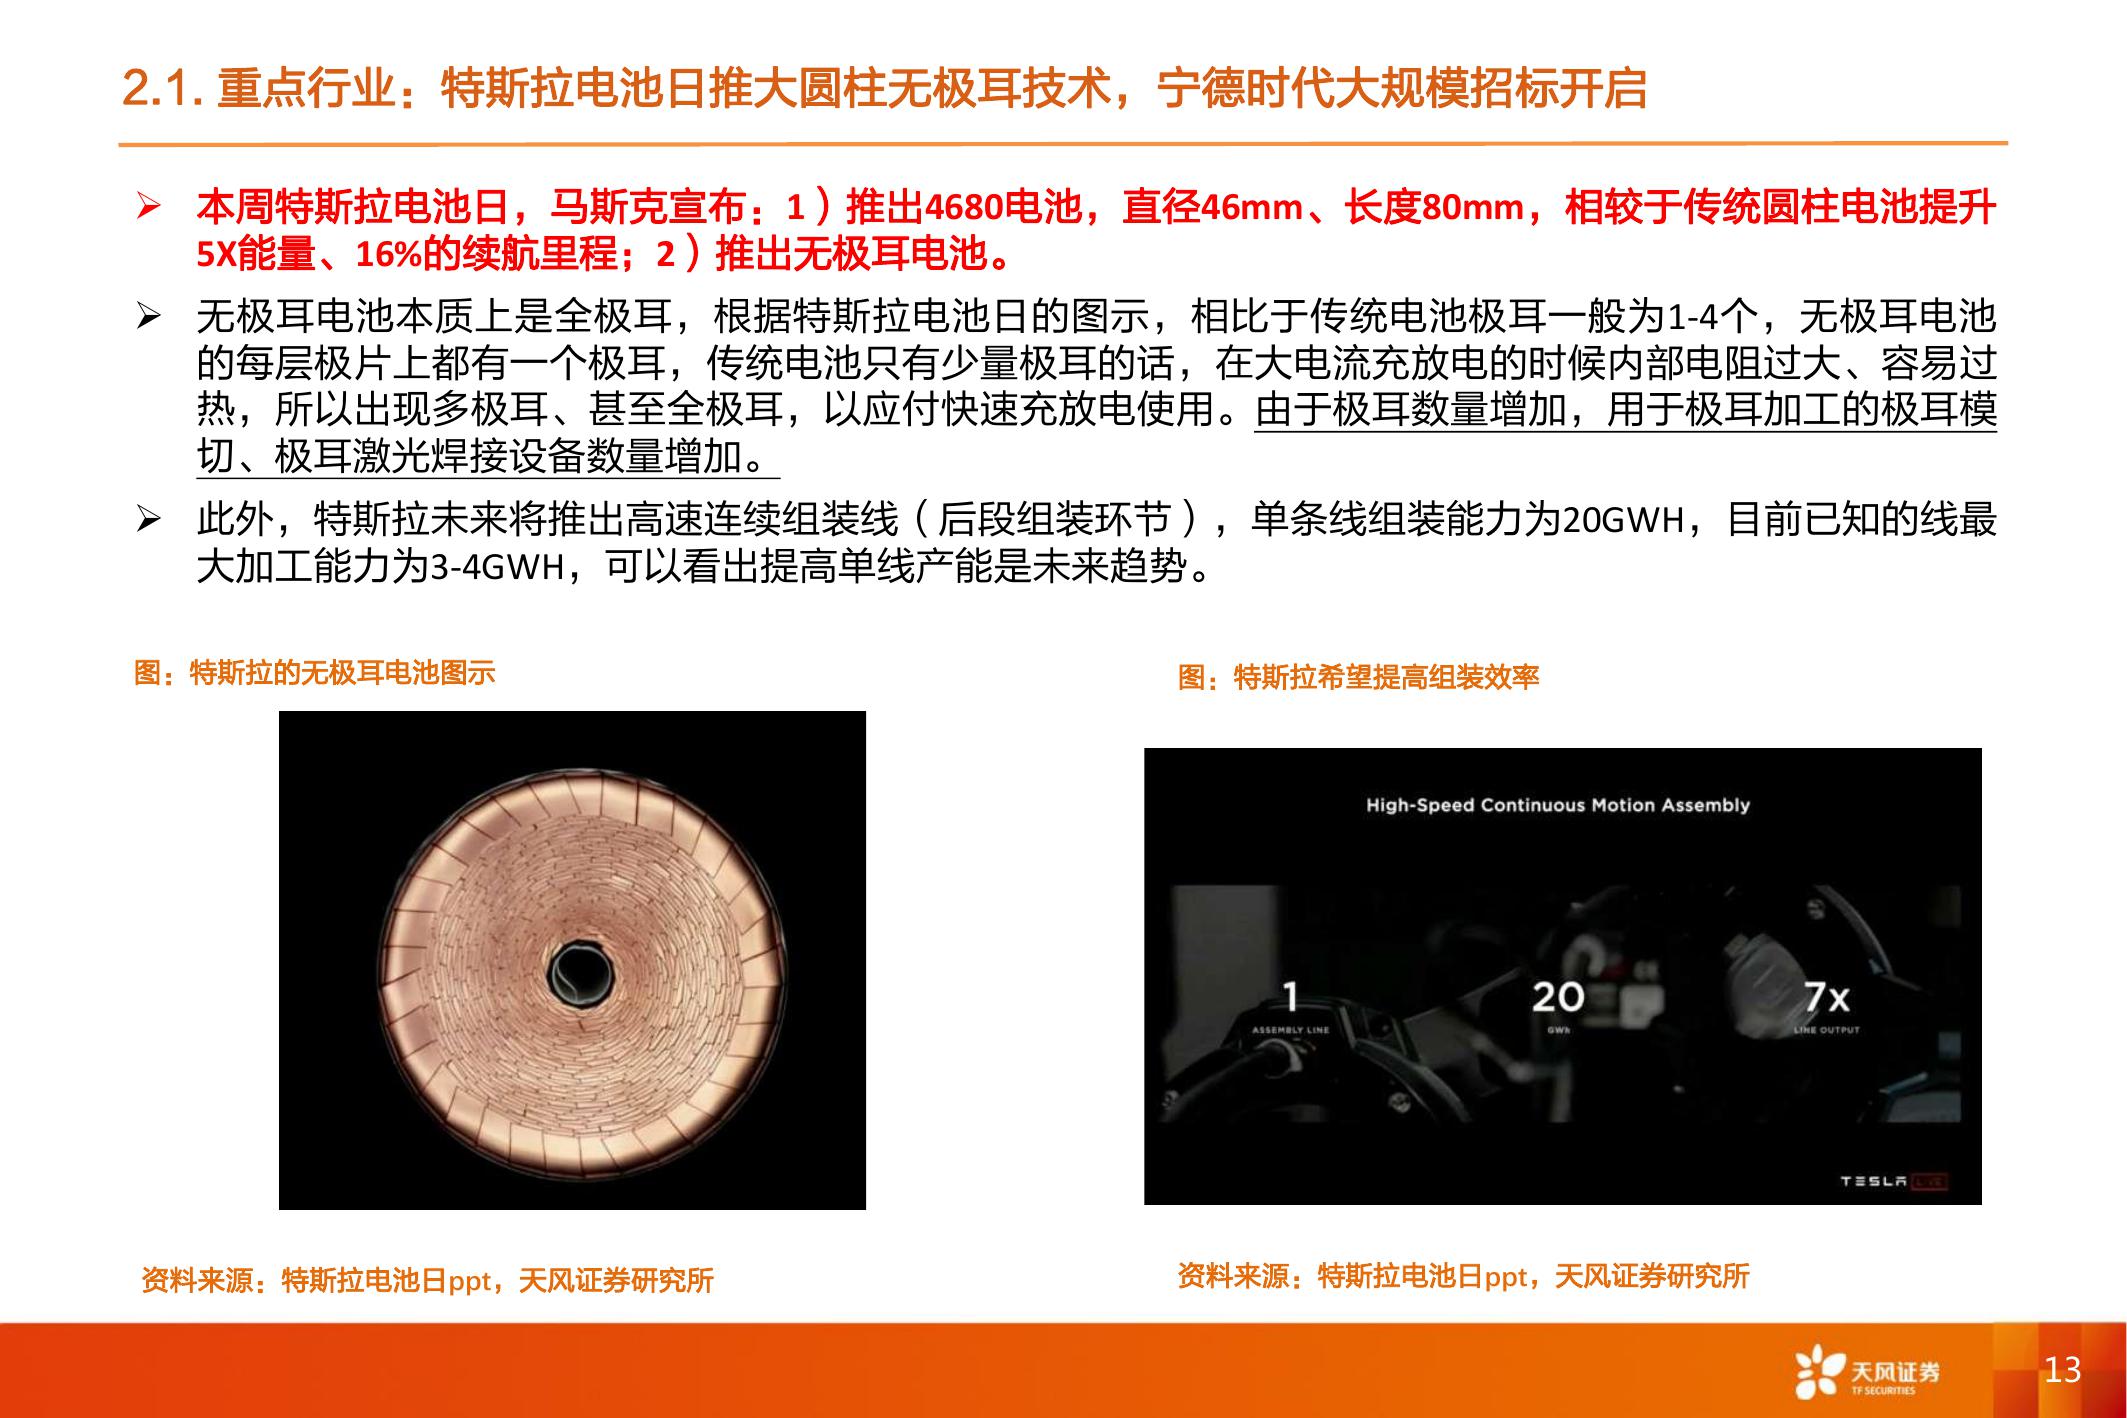 2.1. 重点行业：特斯拉电池日推大圆柱无极耳技术，宁德时代大规模招标开启
➢ 本周特斯拉电池日，马斯克宣布：1）推出4680电池，直径46mm、长度80mm，相较于传统圆柱电池提升
5X能量、16%的续航里程；2）推出无极耳电池。
➢ 无极耳电池本质上是全极耳，根据特斯拉电池日的图示，相比于传统电池极耳一般为1-4个，无极耳电池
的每层极片上都有一个极耳，传统电池只有少量极耳的话，在大电流充放电的时候内部电阻过大、容易过
热，所以出现多极耳、甚至全极耳，以应付快速充放电使用。由于极耳数量增加，用于极耳加工的极耳模
切、极耳激光焊接设备数量增加。
➢ 此外，特斯拉未来将推出高速连续组装线（后段组装环节），单条线组装能力为20GWH，目前已知的线最
大加工能力为3-4GWH，可以看出提高单线产能是未来趋势。
图：特斯拉的无极耳电池图示
图：特斯拉希望提高组装效率
High-Speed Continuous Motion Assembly
1
ASSEMBLY LINE
20
GWh
7x
LINE OUTPUT
TESLA LIVE
资料来源：特斯拉电池日ppt，天风证券研究所
资料来源：特斯拉电池日ppt，天风证券研究所
天风证券
TF SECURITIES
13